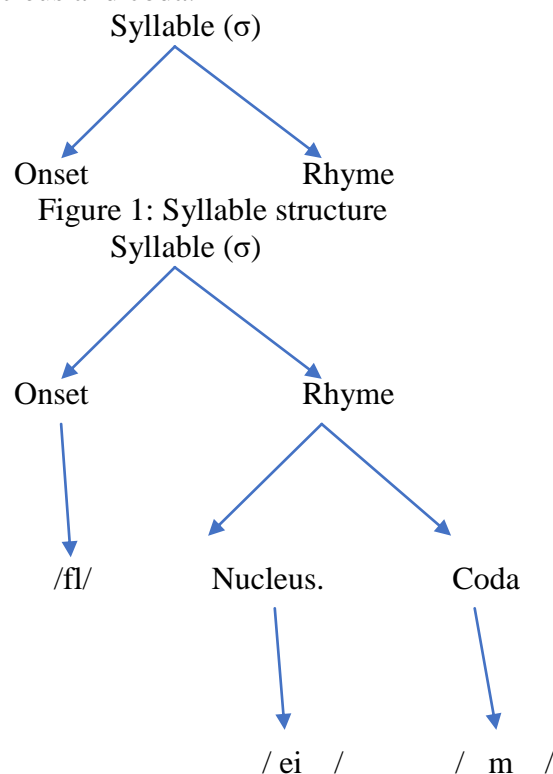 Syllable (σ)
Onset Rhyme
Figure 1: Syllable structure
Syllable (σ)
Onset Rhyme
/fl/ Nucleus. Coda
/ ei / / m /